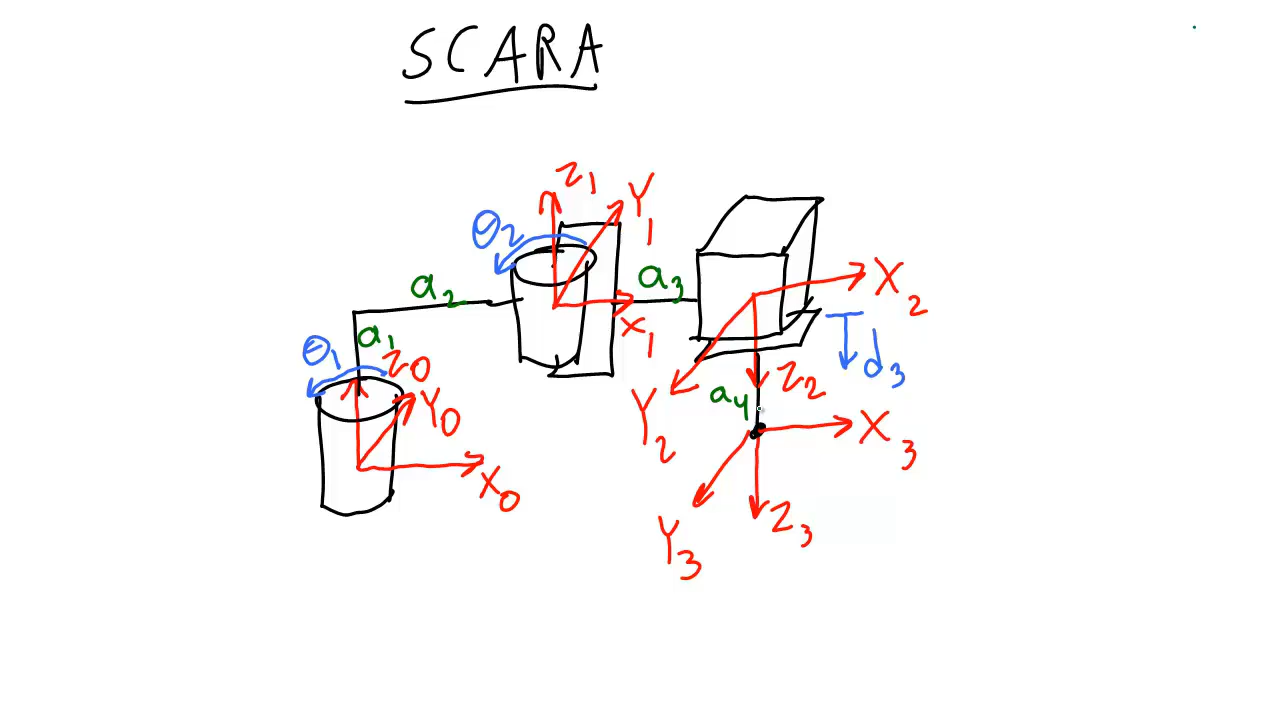 SCARA
Z1
Y1
θ2
a3
X2
a2
X1
d3
θ1
a1
Z0
Y0
Z2
a4
Y2
X3
X0
Z3
Y3